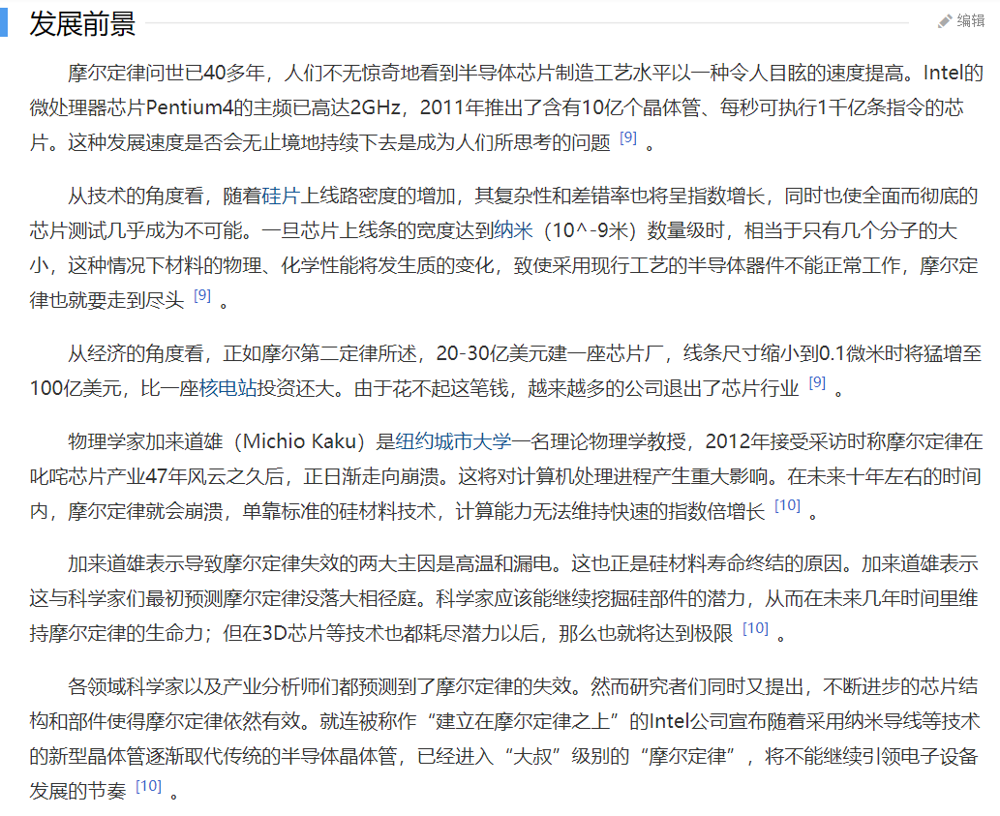 发展前景
编辑
摩尔定律问世已40多年，人们不无惊奇地看到半导体芯片制造工艺水平以一种令人目眩的速度提高。Intel的
微处理器芯片Pentium4的主频已高达2GHz，2011年推出了含有10亿个晶体管、每秒可执行1千亿条指令的芯
片。这种发展速度是否会无止境地持续下去是成为人们所思考的问题 [9] 。
从技术的角度看，随着硅片上线路密度的增加，其复杂性和差错率也将呈指数增长，同时也使全面而彻底的
芯片测试几乎成为不可能。一旦芯片上线条的宽度达到纳米（10^-9米）数量级时，相当于只有几个分子的大
小，这种情况下材料的物理、化学性能将发生质的变化，致使采用现行工艺的半导体器件不能正常工作，摩尔定
律也就要走到尽头 [9] 。
从经济的角度看，正如摩尔第二定律所述，20-30亿美元建一座芯片厂，线条尺寸缩小到0.1微米时将猛增至
100亿美元，比一座核电站投资还大。由于花不起这笔钱，越来越多的公司退出了芯片行业 [9] 。
物理学家加来道雄（Michio Kaku）是纽约城市大学一名理论物理学教授，2012年接受采访时称摩尔定律在
叱咤芯片产业47年风云之久后，正日渐走向崩溃。这将对计算机处理进程产生重大影响。在未来十年左右的时间
内，摩尔定律就会崩溃，单靠标准的硅材料技术，计算能力无法维持快速的指数倍增长 [10] 。
加来道雄表示导致摩尔定律失效的两大主因是高温和漏电。这也正是硅材料寿命终结的原因。加来道雄表示
这与科学家们最初预测摩尔定律没落大相径庭。科学家应该能继续挖掘硅部件的潜力，从而在未来几年时间里维
持摩尔定律的生命力；但在3D芯片等技术也都耗尽潜力以后，那么也就将达到极限 [10] 。
各领域科学家以及产业分析师们都预测到了摩尔定律的失效。然而研究者们同时又提出，不断进步的芯片结
构和部件使得摩尔定律依然有效。就连被称作“建立在摩尔定律之上”的Intel公司宣布随着采用纳米导线等技术
的新型晶体管逐渐取代传统的半导体晶体管，已经进入“大叔”级别的“摩尔定律”，将不能继续引领电子设备
发展的节奏 [10] 。